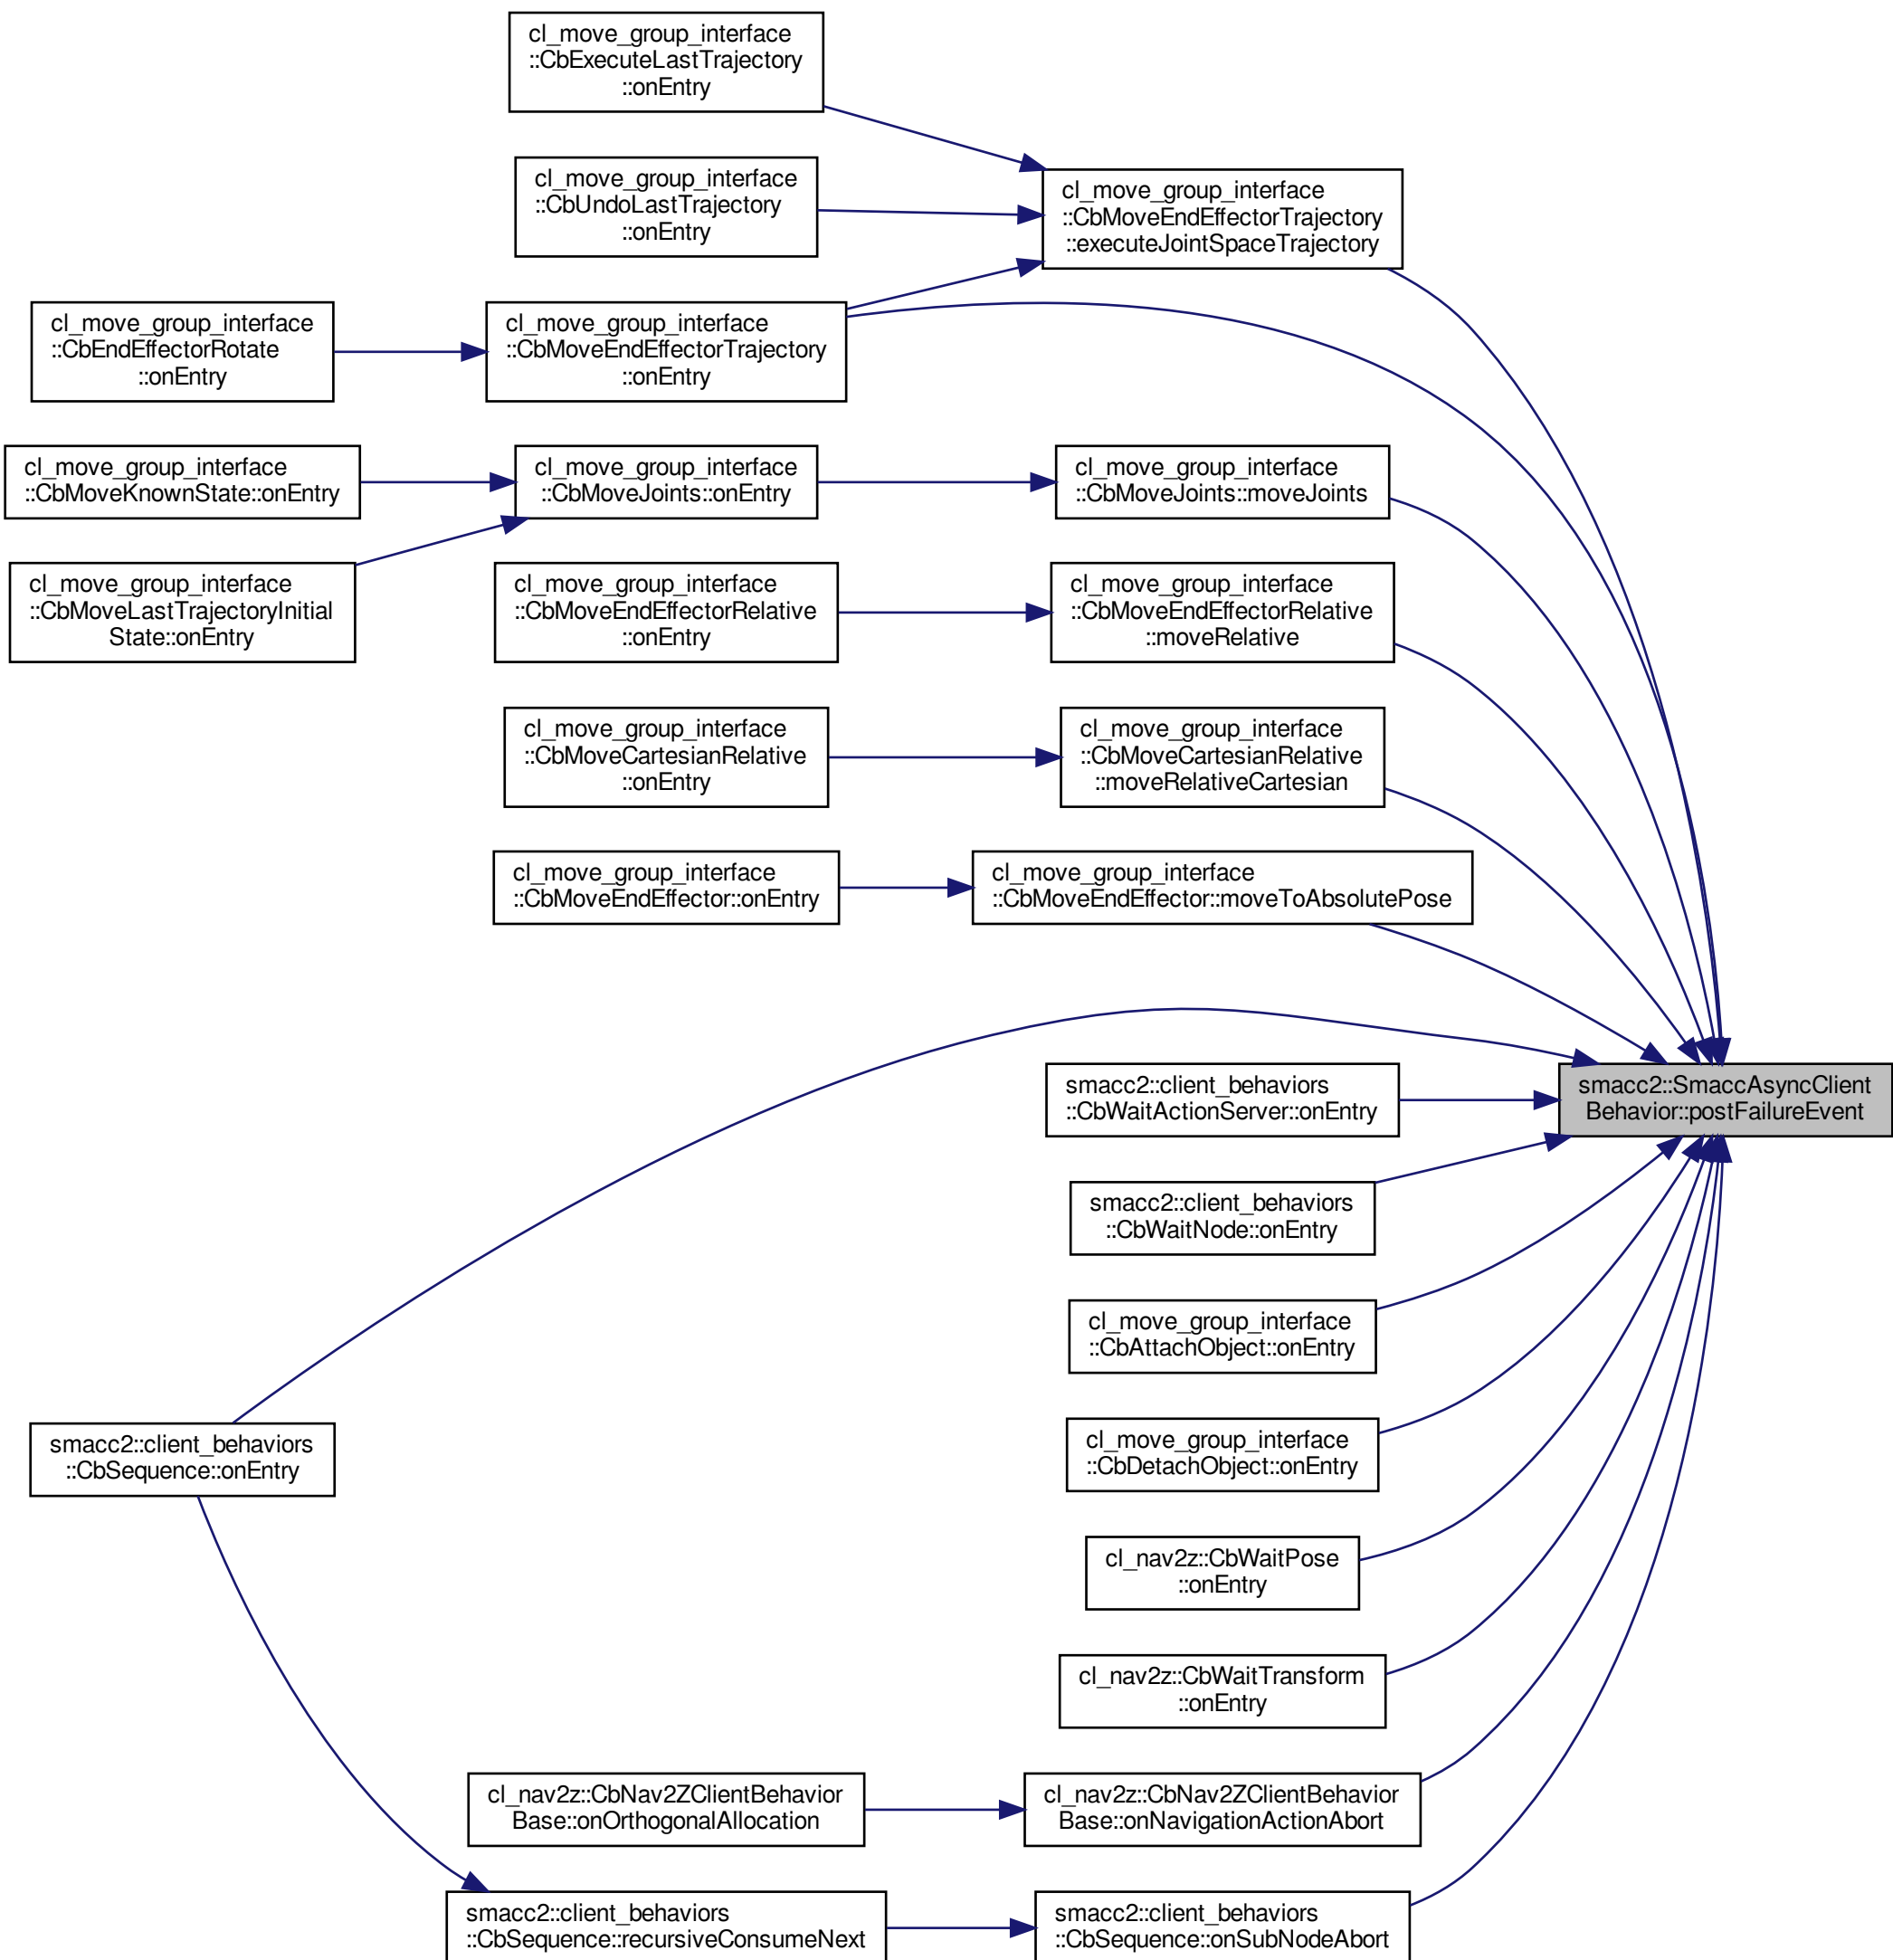 cl_move_group_interface
::CbExecuteLastTrajectory
::onEntry
cl_move_group_interface
::CbUndoLastTrajectory
::onEntry
cl_move_group_interface
::CbMoveEndEffectorTrajectory
::executeJointSpaceTrajectory
cl_move_group_interface
::CbEndEffectorRotate
::onEntry
cl_move_group_interface
::CbMoveEndEffectorTrajectory
::onEntry
cl_move_group_interface
::CbMoveKnownState::onEntry
cl_move_group_interface
::CbMoveJoints::onEntry
cl_move_group_interface
::CbMoveJoints::moveJoints
cl_move_group_interface
::CbMoveLastTrajectoryInitial
State::onEntry
cl_move_group_interface
::CbMoveEndEffectorRelative
::onEntry
cl_move_group_interface
::CbMoveEndEffectorRelative
::moveRelative
cl_move_group_interface
::CbMoveCartesianRelative
::onEntry
cl_move_group_interface
::CbMoveCartesianRelative
::moveRelativeCartesian
cl_move_group_interface
::CbMoveEndEffector::onEntry
cl_move_group_interface
::CbMoveEndEffector::moveToAbsolutePose
smacc2::client_behaviors
::CbWaitActionServer::onEntry
smacc2::SmaccAsyncClient
Behavior::postFailureEvent
smacc2::client_behaviors
::CbWaitNode::onEntry
cl_move_group_interface
::CbAttachObject::onEntry
smacc2::client_behaviors
::CbSequence::onEntry
cl_move_group_interface
::CbDetachObject::onEntry
cl_nav2z::CbWaitPose
::onEntry
cl_nav2z::CbWaitTransform
::onEntry
cl_nav2z::CbNav2ZClientBehavior
Base::onOrthogonalAllocation
cl_nav2z::CbNav2ZClientBehavior
Base::onNavigationActionAbort
smacc2::client_behaviors
::CbSequence::recursiveConsumeNext
smacc2::client_behaviors
::CbSequence::onSubNodeAbort